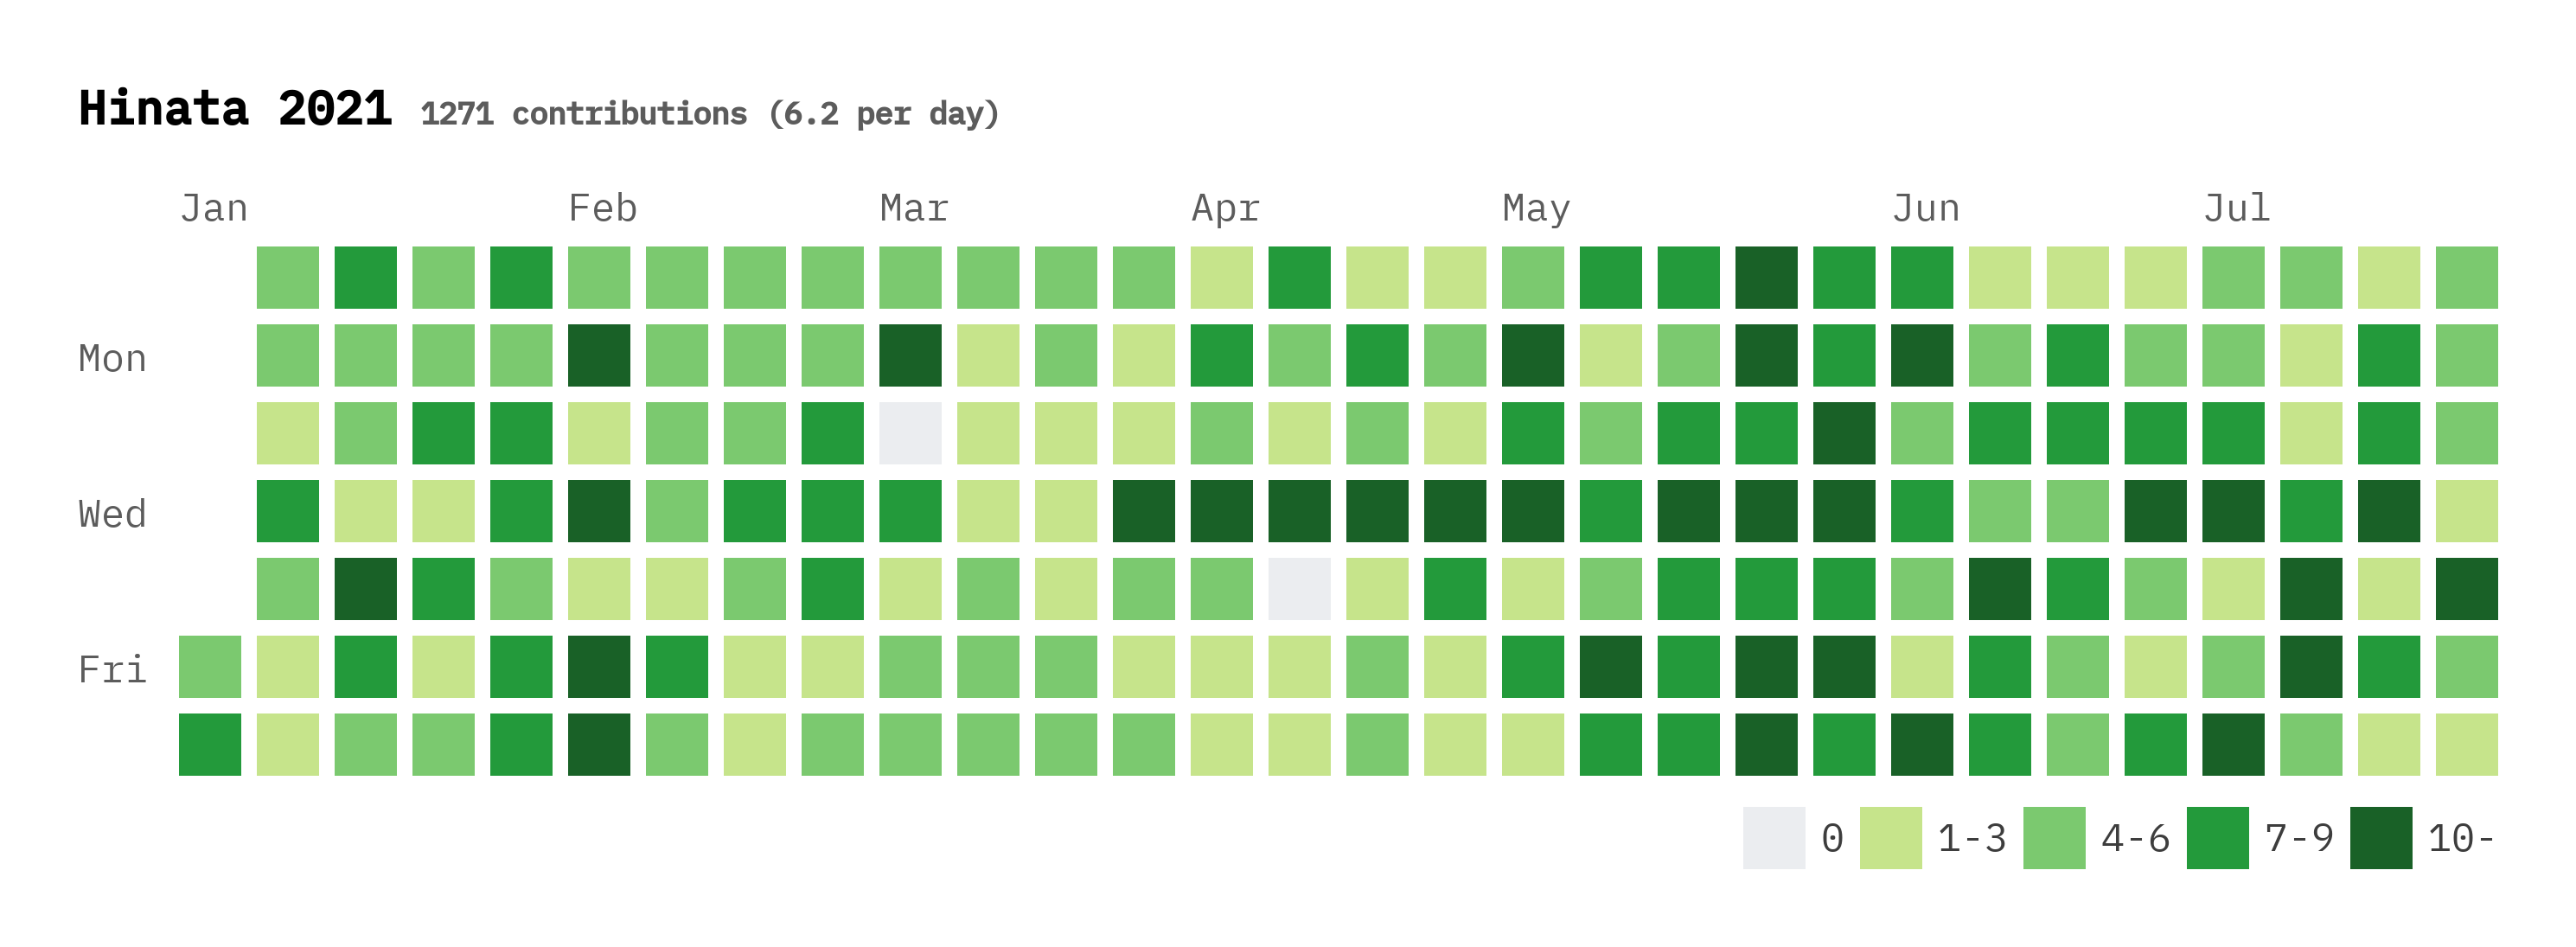 Hinata 2021 1271 contributions (6.2 per day)
Jan Feb Mar Apr May Jun Jul
Mon
Wed
Fri
0 1-3 4-6 7-9 10-